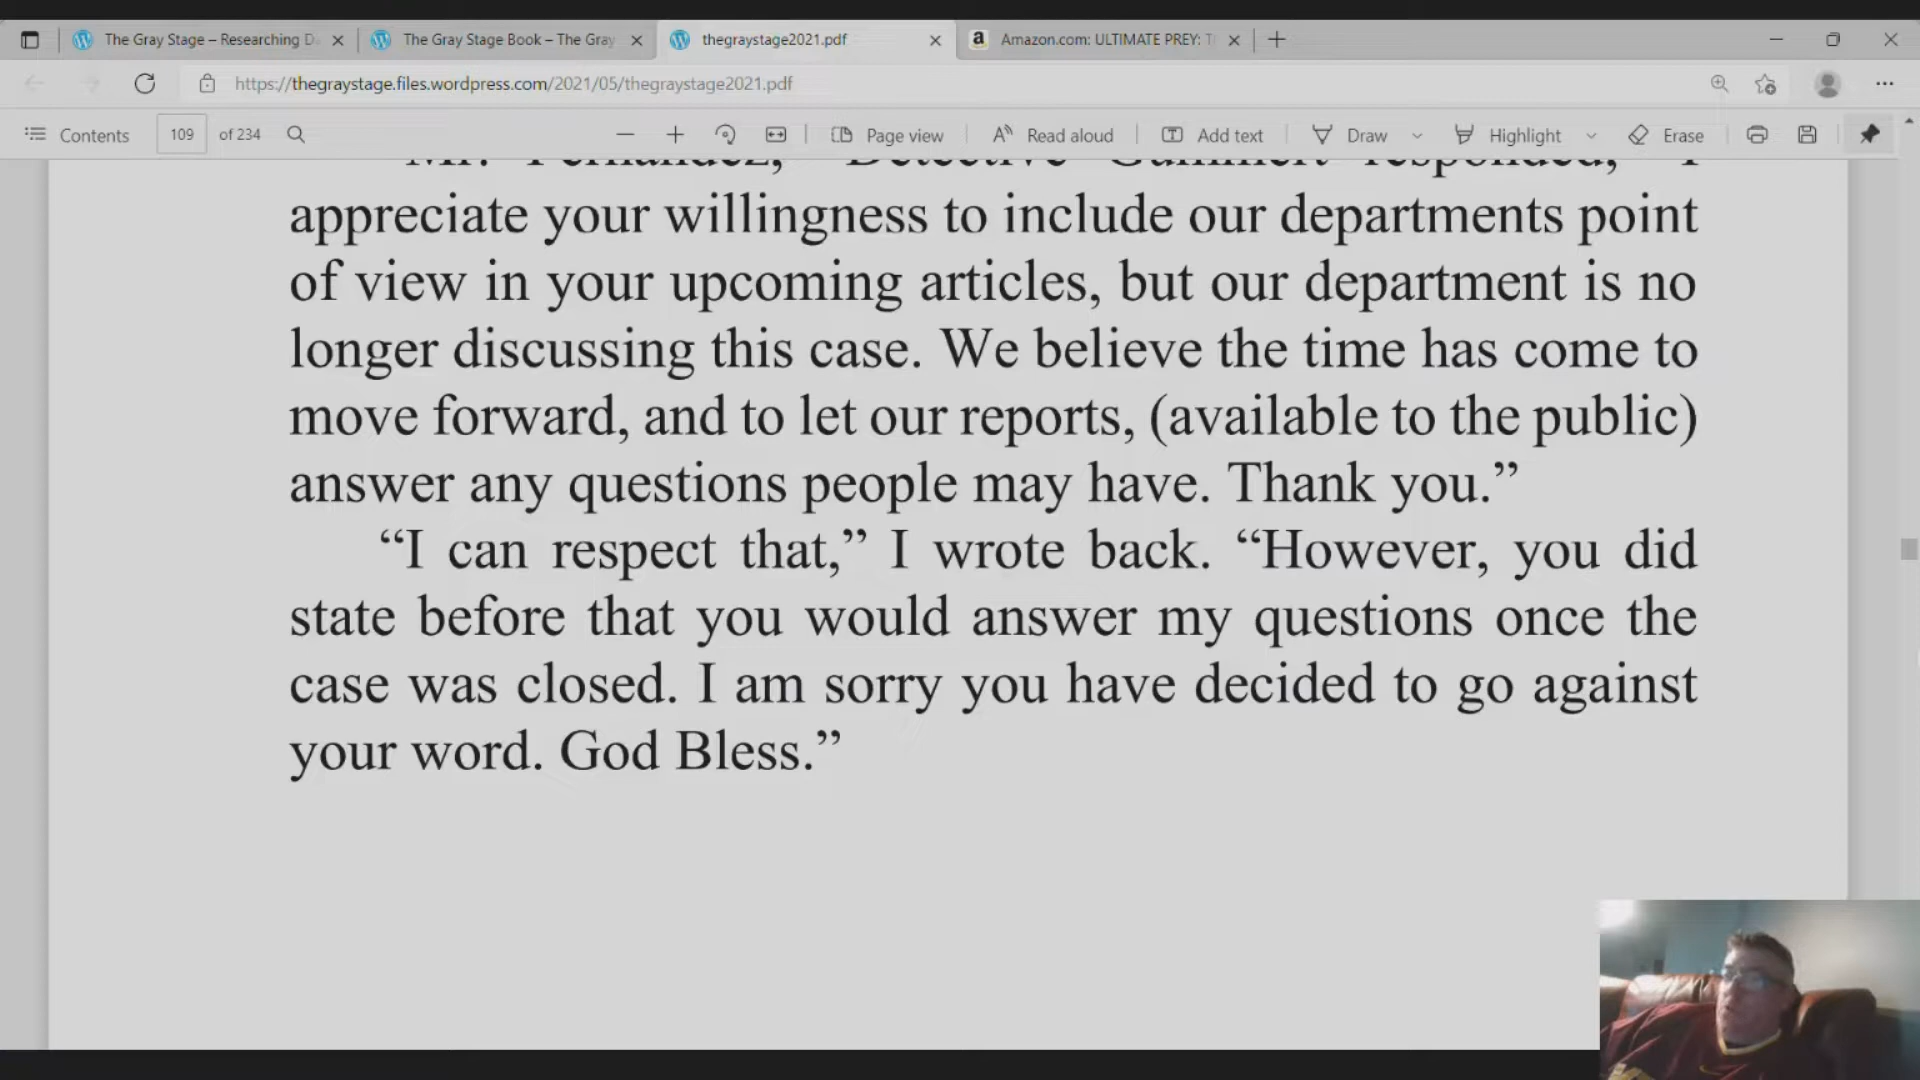 The Gray Stage – Researching D
The Gray Stage Book – The Gray
thegraystage2021.pdf
a Amazon.com: ULTIMATE PREY: T
https://thegraystage.files.wordpress.com/2021/05/thegraystage2021.pdf
Contents 109 of 234 Page view Read aloud Add text Draw Highlight Erase
Mr. Fernandez,” Detective responded, “I
appreciate your willingness to include our departments point
of view in your upcoming articles, but our department is no
longer discussing this case. We believe the time has come to
move forward, and to let our reports, (available to the public)
answer any questions people may have. Thank you.”
“I can respect that,” I wrote back. “However, you did
state before that you would answer my questions once the
case was closed. I am sorry you have decided to go against
your word. God Bless.”